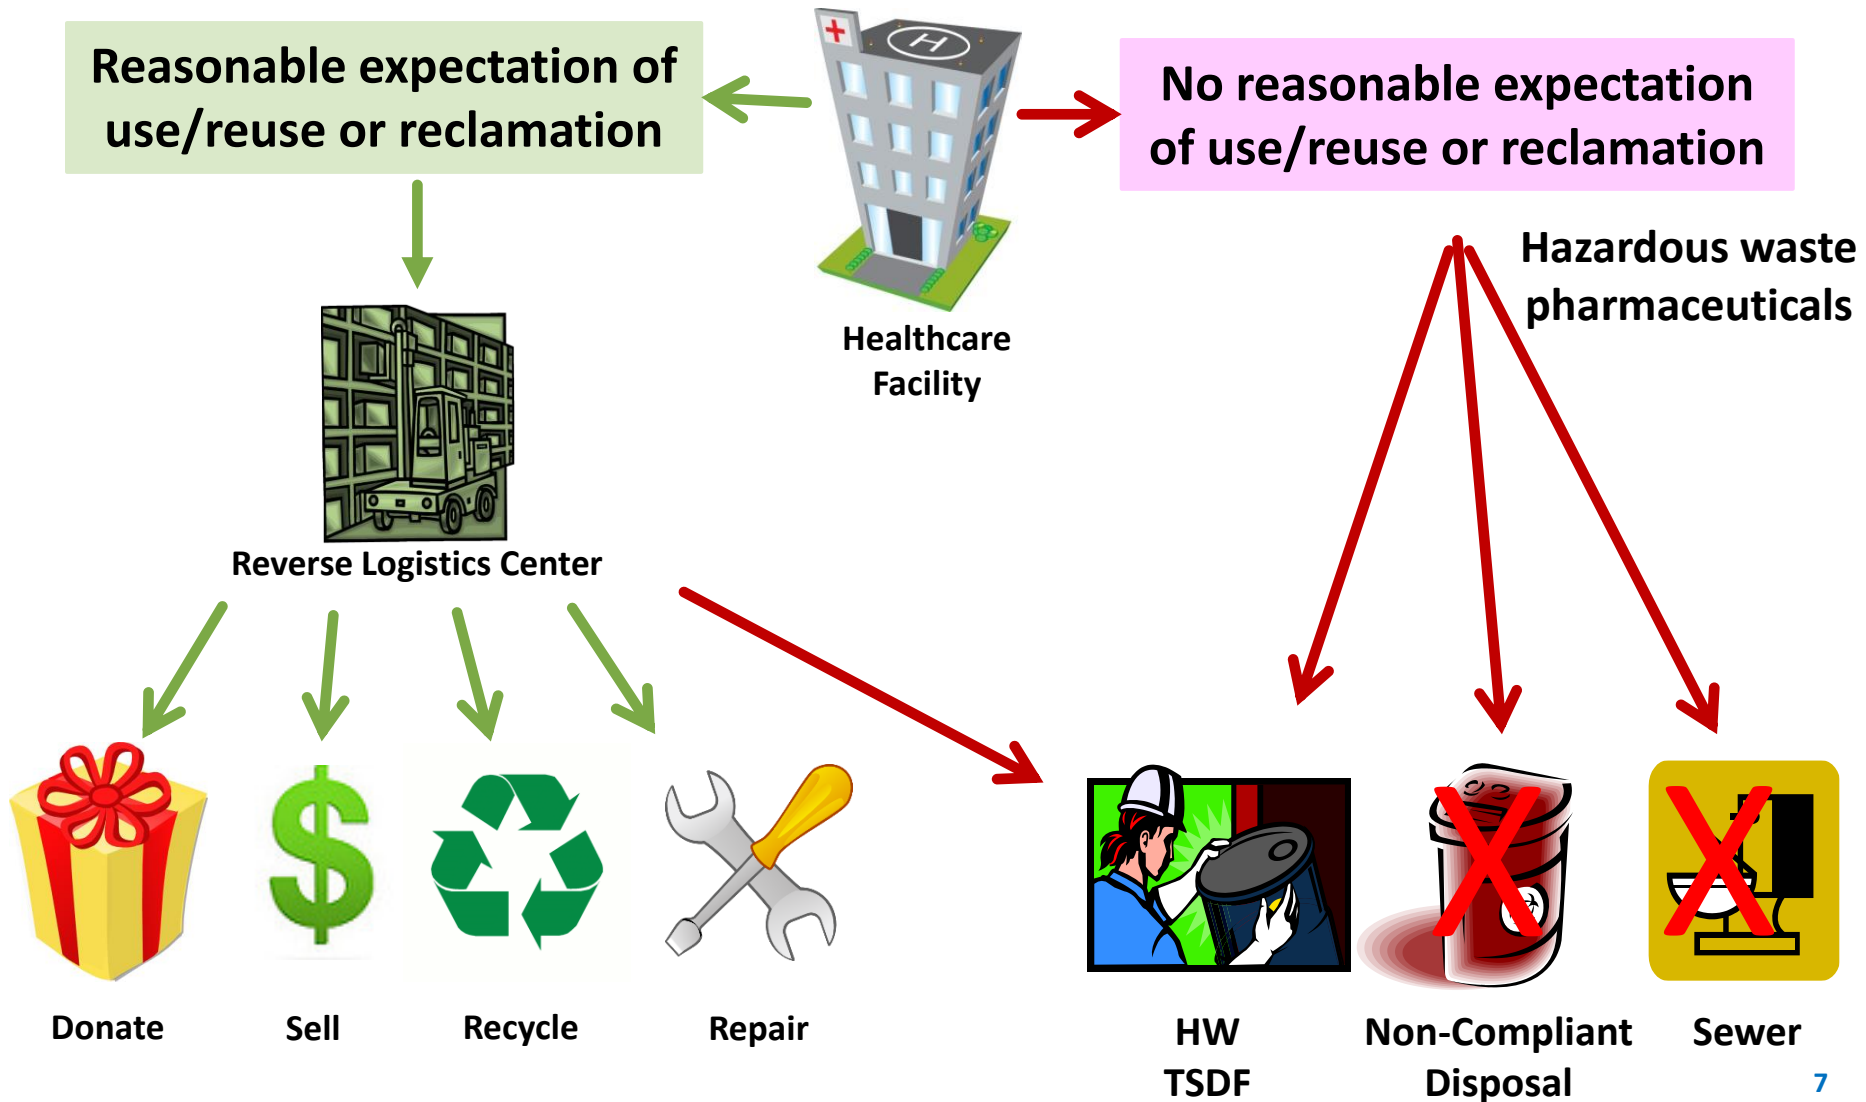 Reasonable expectation of
use/reuse or reclamation
H
No reasonable expectation
of use/reuse or reclamation
Hazardous waste
pharmaceuticals
Healthcare
Facility
Reverse Logistics Center
$
Donate
Sell
Recycle
Repair
HW
TSDF
Non-Compliant
Disposal
Sewer
7